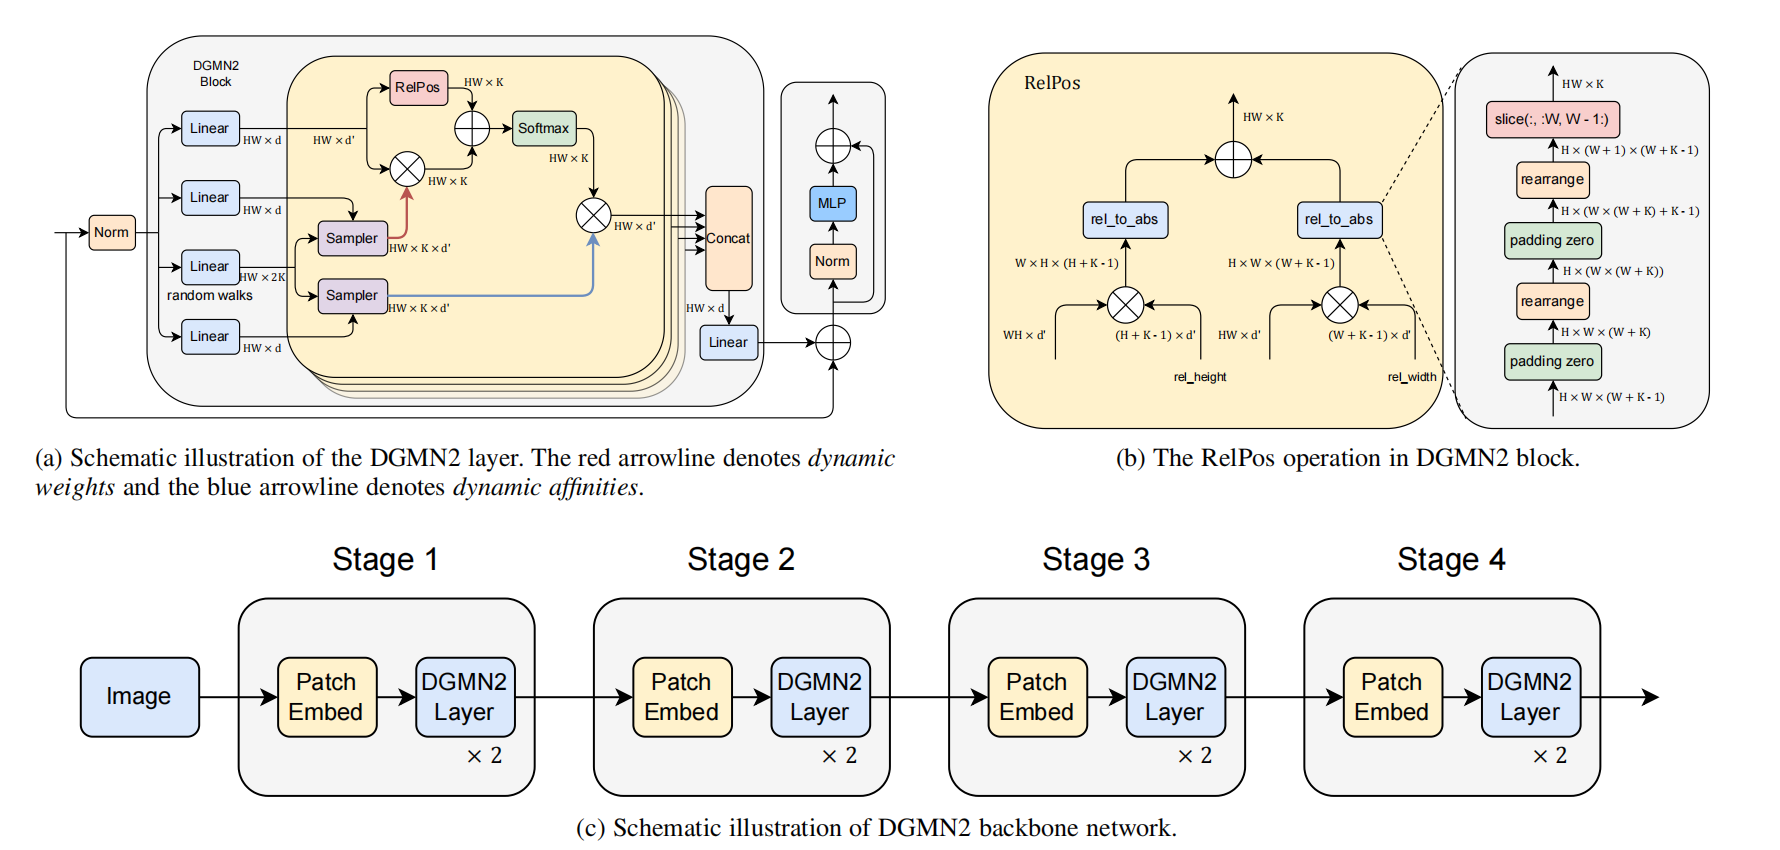 DGMN2
Block
RelPos
HW × K
Linear
HW × d
HW × d'
Softmax
HW × K
HW × K
Linear
HW × d
Sampler
HW × K × d'
Norm
Linear
HW × 2K
random walks
Sampler
HW × K × d'
Linear
HW × d
HW × d'
Concat
HW × d
Linear
MLP
Norm
(a) Schematic illustration of the DGMN2 layer. The red arrowline denotes dynamic
weights and the blue arrowline denotes dynamic affinities.
RelPos
HW × K
rel_to_abs
rel_to_abs
W × H × (H + K - 1)
H × W × (W + K - 1)
WH × d'
(H + K - 1) × d'
HW × d'
(W + K - 1) × d'
rel_height
rel_width
HW × K
slice(:, :W, W - 1:)
H × (W + 1) × (W + K - 1)
rearrange
H × (W × (W + K) + K - 1)
padding zero
H × (W × (W + K))
rearrange
H × W × (W + K)
padding zero
H × W × (W + K - 1)
(b) The RelPos operation in DGMN2 block.
Stage 1
Stage 2
Stage 3
Stage 4
Image
Patch
Embed
DGMN2
Layer
× 2
Patch
Embed
DGMN2
Layer
× 2
Patch
Embed
DGMN2
Layer
× 2
Patch
Embed
DGMN2
Layer
× 2
(c) Schematic illustration of DGMN2 backbone network.